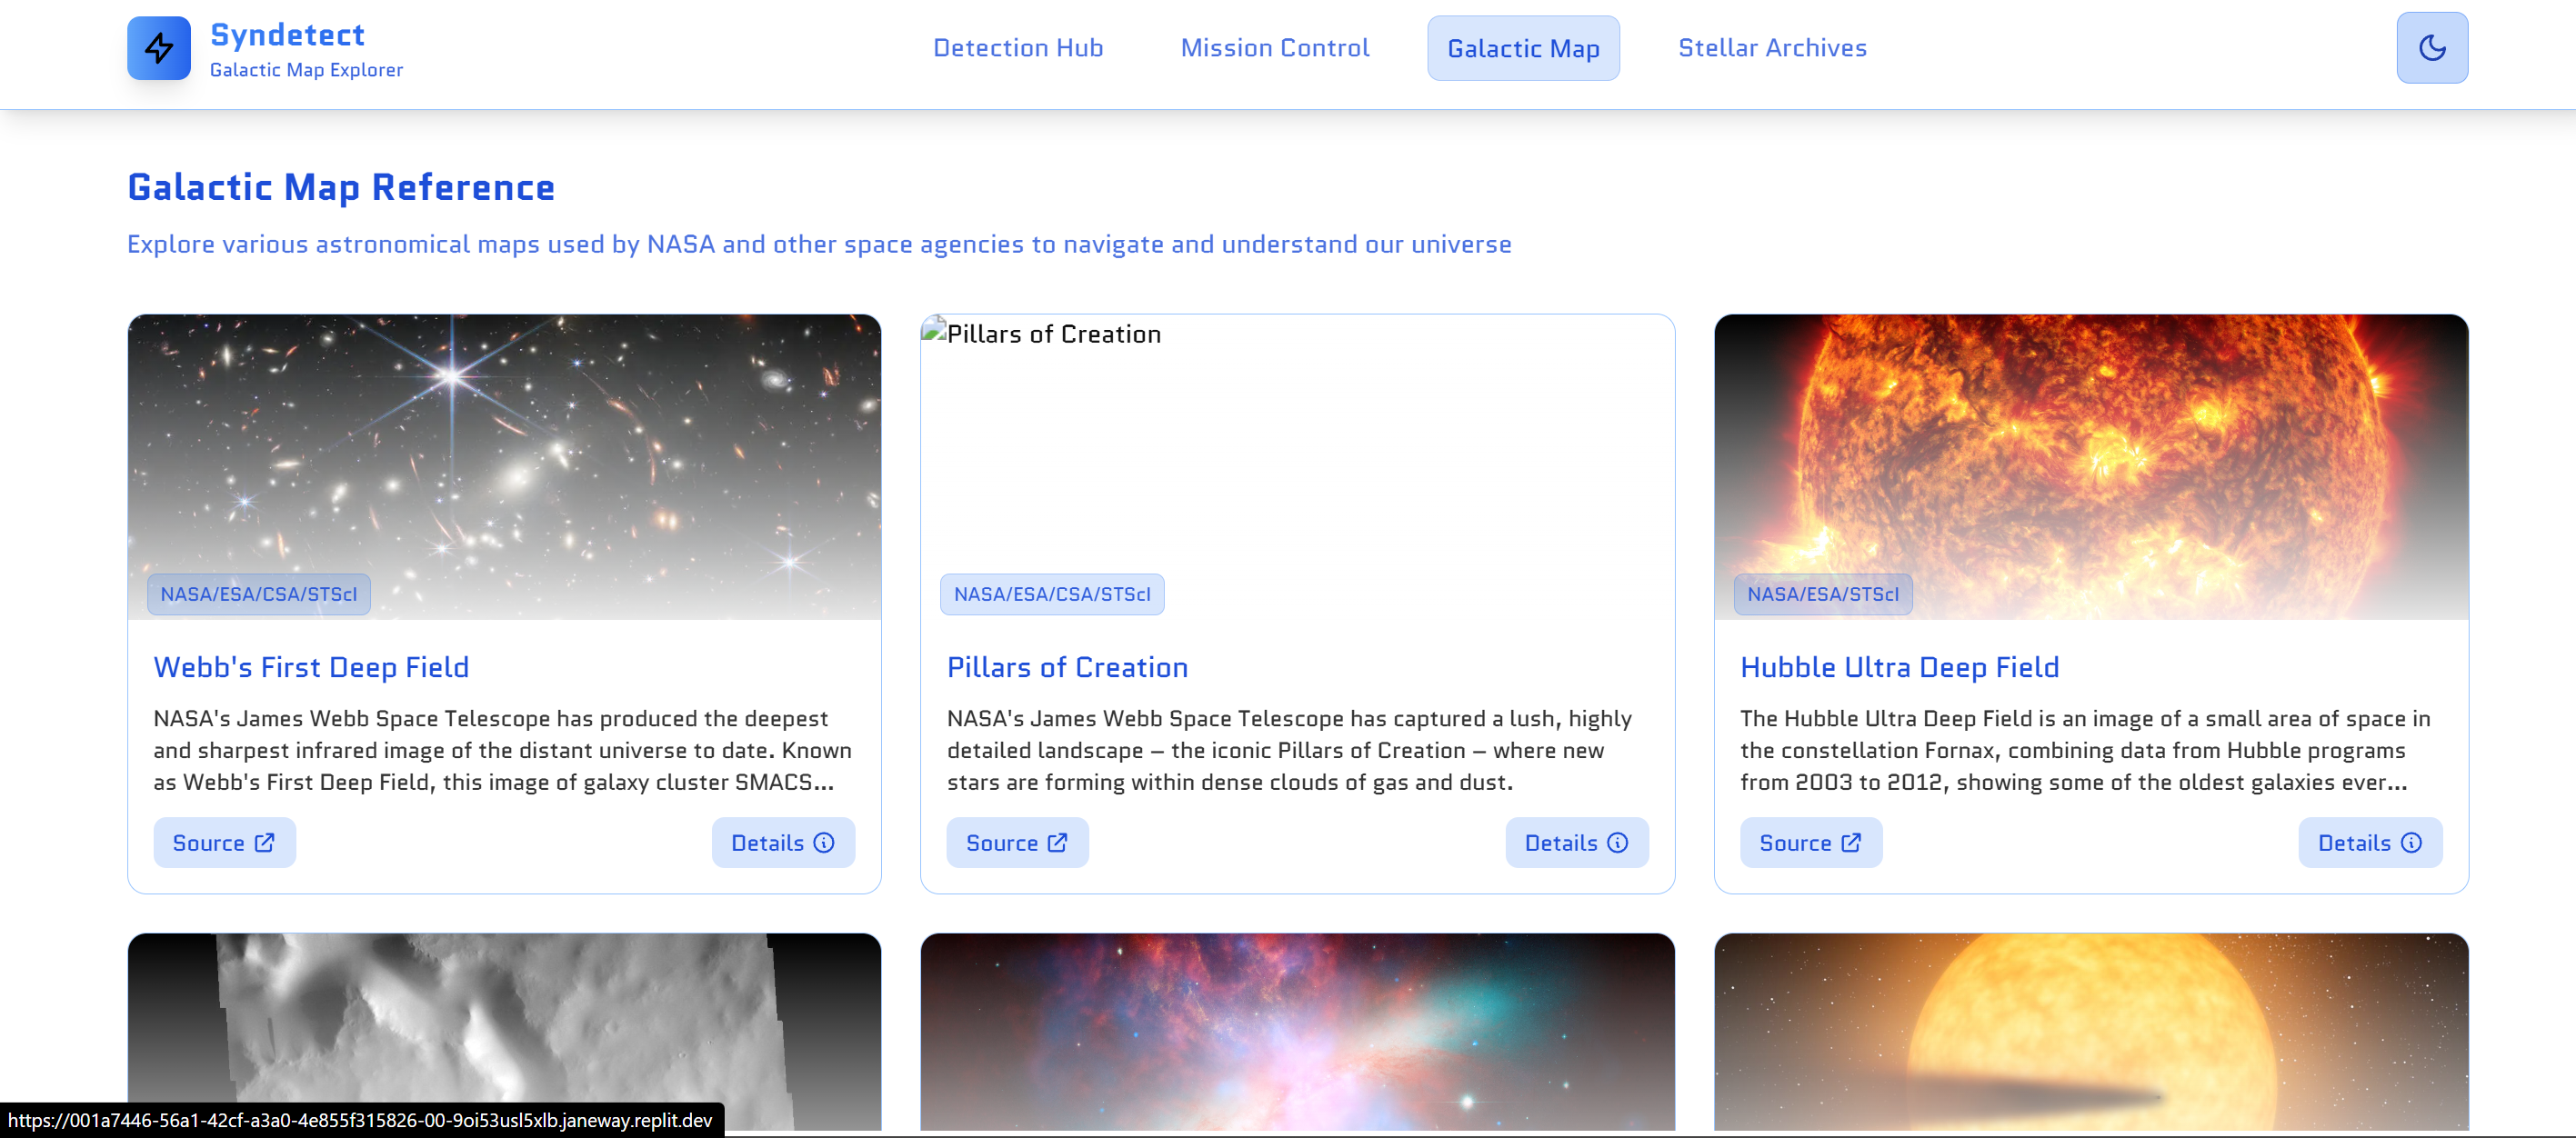 Syndetect
Galactic Map Explorer
Detection Hub
Mission Control
Galactic Map
Stellar Archives
Galactic Map Reference
Explore various astronomical maps used by NASA and other space agencies to navigate and understand our universe
NASA/ESA/CSA/STScI
Webb's First Deep Field
NASA's James Webb Space Telescope has produced the deepest
and sharpest infrared image of the distant universe to date. Known
as Webb's First Deep Field, this image of galaxy cluster SMACS...
Source
Details
Pillars of Creation
NASA/ESA/CSA/STScI
Pillars of Creation
NASA's James Webb Space Telescope has captured a lush, highly
detailed landscape – the iconic Pillars of Creation – where new
stars are forming within dense clouds of gas and dust.
Source
Details
NASA/ESA/STScI
Hubble Ultra Deep Field
The Hubble Ultra Deep Field is an image of a small area of space in
the constellation Fornax, combining data from Hubble programs
from 2003 to 2012, showing some of the oldest galaxies ever...
Source
Details
https://001a7446-56a1-42cf-a3a0-4e855f315826-00-9oi53usl5xlb.janeway.replit.dev